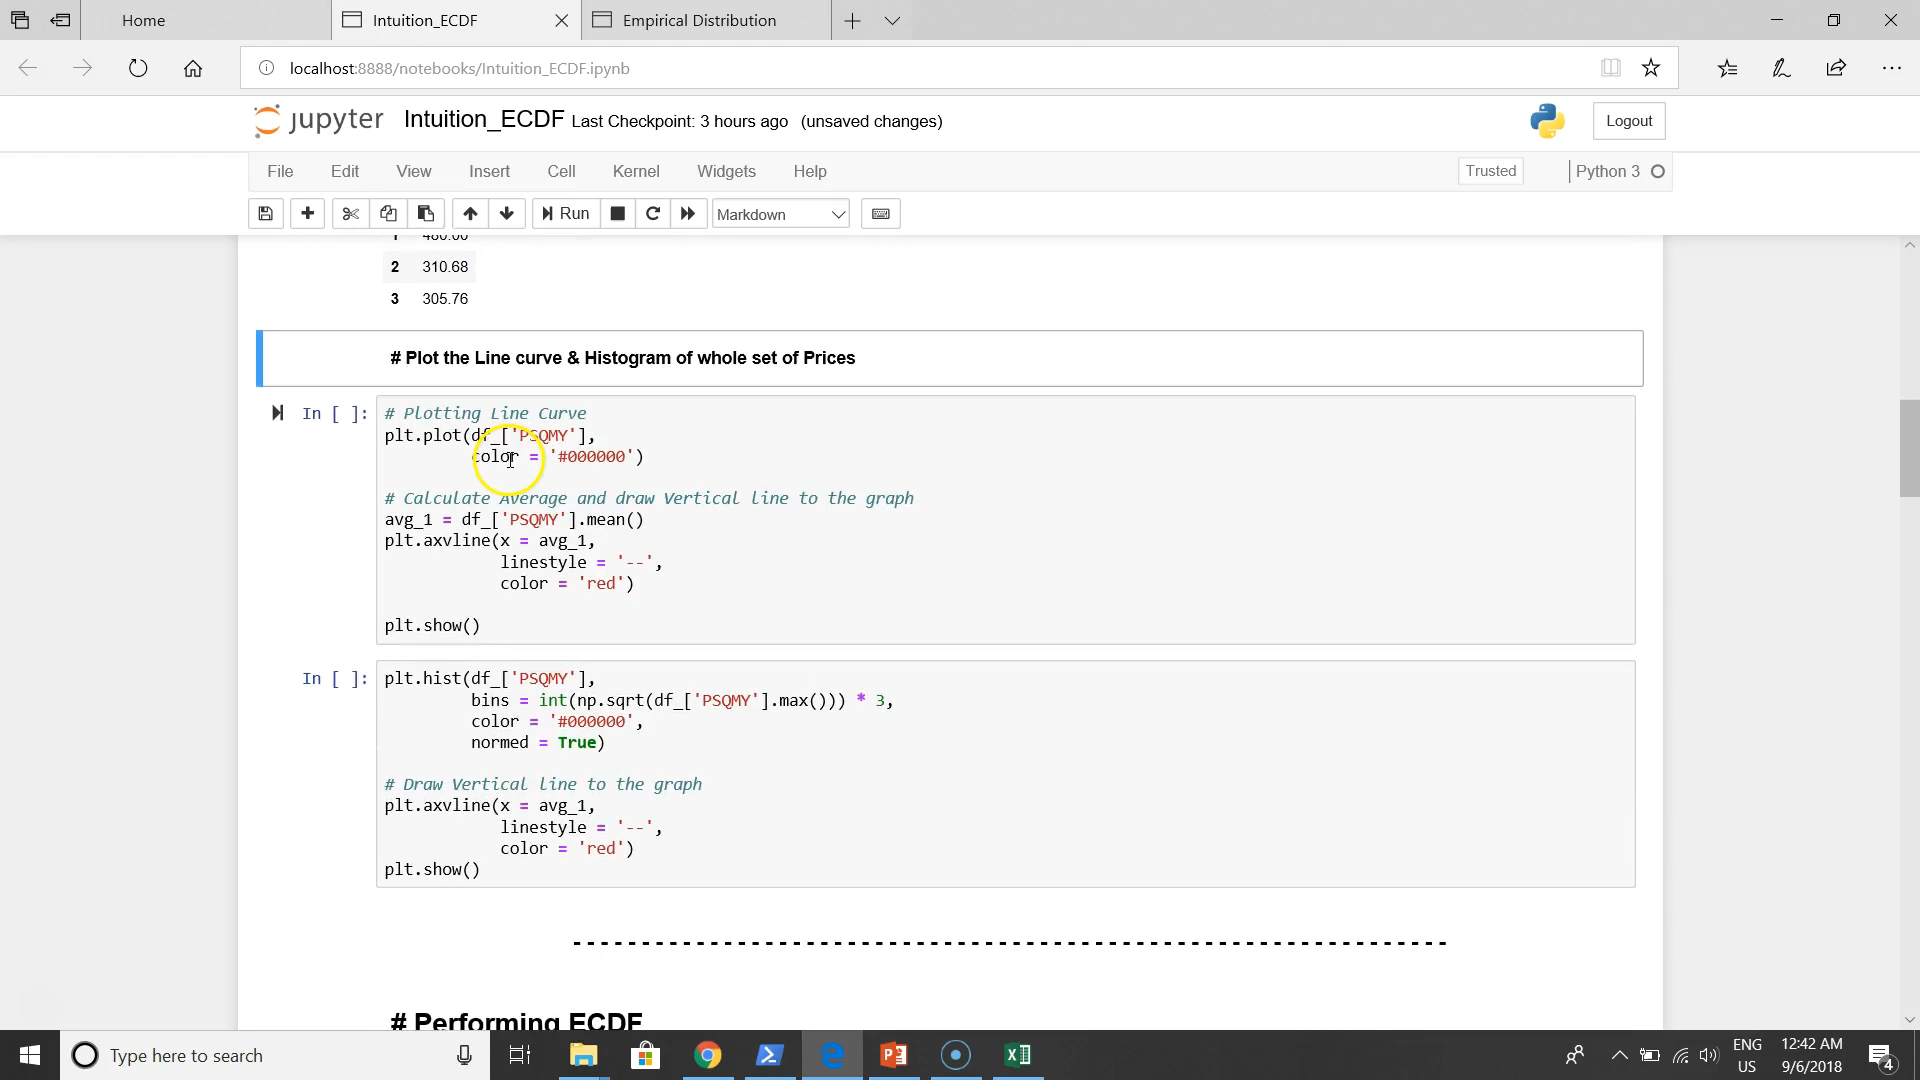 Home
Intuition_ECDF
Empirical Distribution
localhost:8888/notebooks/Intuition_ECDF.ipynb
jupyter Intuition_ECDF Last Checkpoint: 3 hours ago (unsaved changes)
Logout
File Edit View Insert Cell Kernel Widgets Help
Trusted
Python 3
Run
Markdown
1 480.00
2 310.68
3 305.76
# Plot the Line curve & Histogram of whole set of Prices
In [ ]: # Plotting Line Curve
plt.plot(df_['PSQMY'],
color = '#000000')
# Calculate Average and draw Vertical line to the graph
avg_1 = df_['PSQMY'].mean()
plt.axvline(x = avg_1,
linestyle = '--',
color = 'red')
plt.show()
In [ ]: plt.hist(df_['PSQMY'],
bins = int(np.sqrt(df_['PSQMY'].max())) * 3,
color = '#000000',
normed = True)
# Draw Vertical line to the graph
plt.axvline(x = avg_1,
linestyle = '--',
color = 'red')
plt.show()
# Performing ECDF
Type here to search
ENG
US
12:42 AM
9/6/2018
4